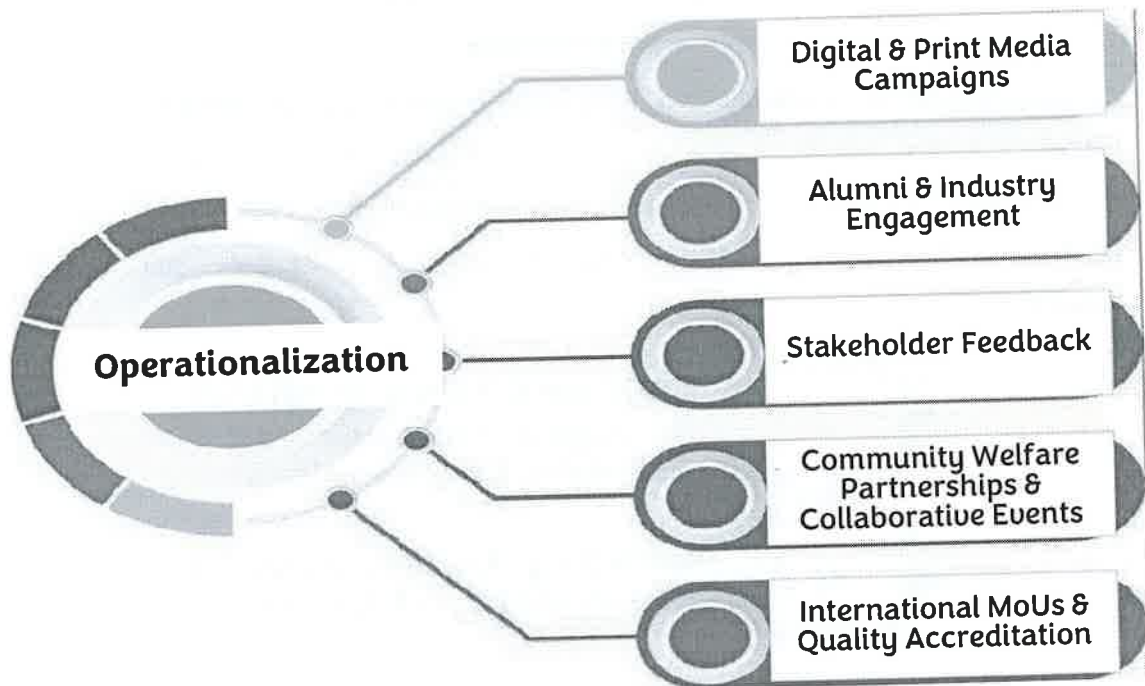 Digital & Print Media
Campaigns
Alumni & Industry
Engagement
Operationalization
Stakeholder Feedback
Community Welfare
Partnerships &
Collaborative Events
International MoUs &
Quality Accreditation